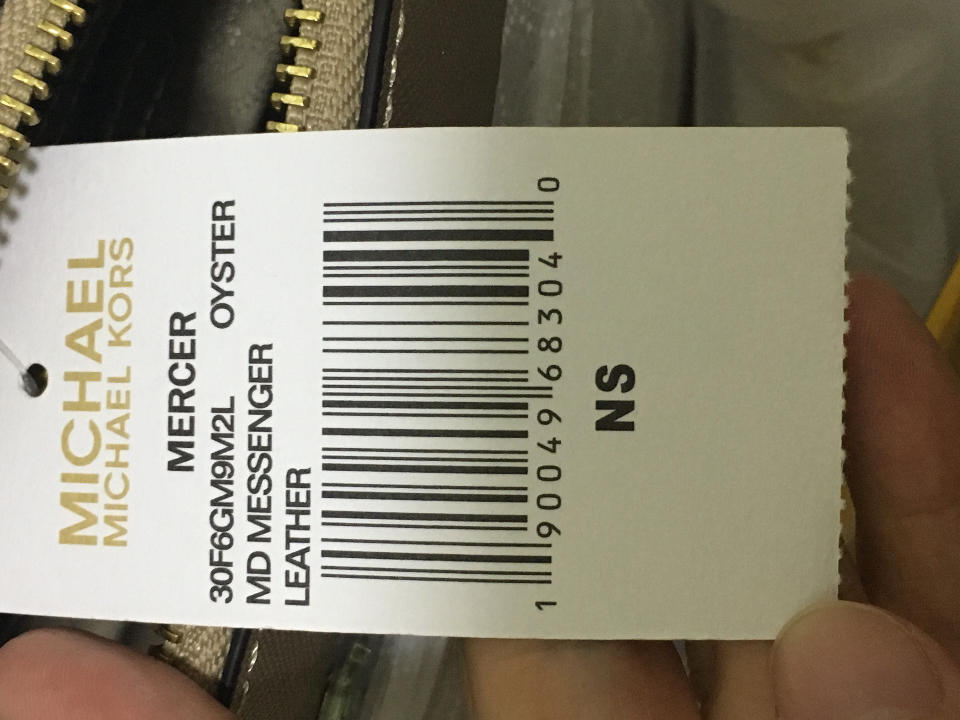 MICHAEL
MICHAEL KORS
MERCER
30F6GM9M2L OYSTER
MD MESSENGER
LEATHER
1 90049 68304 0
NS